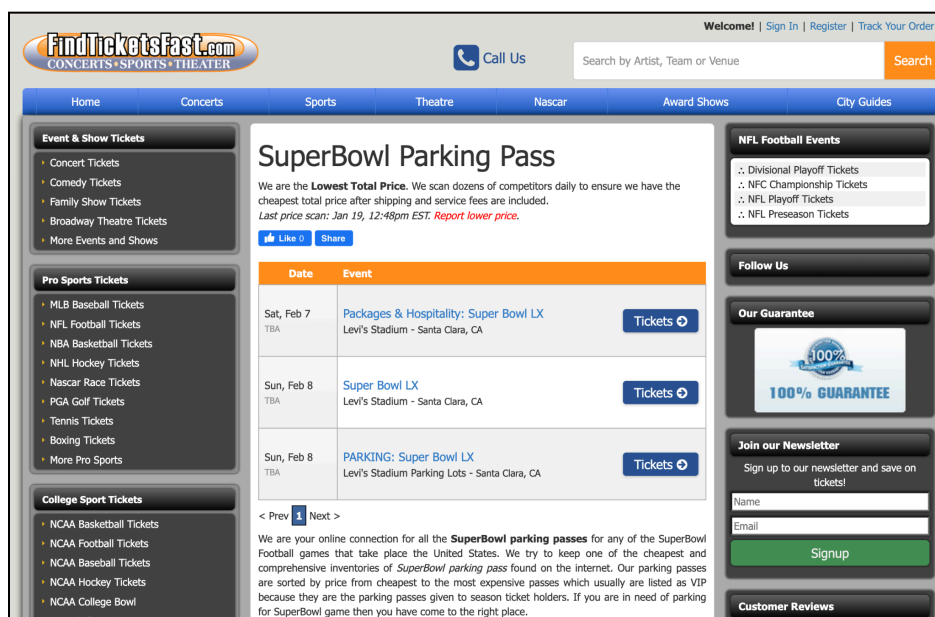 Welcome! | Sign In | Register | Track Your Order
FindTicketsFast.com
CONCERTS•SPORTS•THEATER
Call Us
Search by Artist, Team or Venue
Search
Home Concerts Sports Theatre Nascar Award Shows City Guides
Event & Show Tickets
Concert Tickets
Comedy Tickets
Family Show Tickets
Broadway Theatre Tickets
More Events and Shows
Pro Sports Tickets
MLB Baseball Tickets
NFL Football Tickets
NBA Basketball Tickets
NHL Hockey Tickets
Nascar Race Tickets
PGA Golf Tickets
Tennis Tickets
Boxing Tickets
More Pro Sports
College Sport Tickets
NCAA Basketball Tickets
NCAA Football Tickets
NCAA Baseball Tickets
NCAA Hockey Tickets
NCAA College Bowl
SuperBowl Parking Pass
We are the Lowest Total Price. We scan dozens of competitors daily to ensure we have the
cheapest total price after shipping and service fees are included.
Last price scan: Jan 19, 12:48pm EST. Report lower price.
Like 0 Share
Date Event
Sat, Feb 7
TBA
Packages & Hospitality: Super Bowl LX
Levi's Stadium - Santa Clara, CA
Tickets
Sun, Feb 8
TBA
Super Bowl LX
Levi's Stadium - Santa Clara, CA
Tickets
Sun, Feb 8
TBA
PARKING: Super Bowl LX
Levi's Stadium Parking Lots - Santa Clara, CA
Tickets
< Prev 1 Next >
We are your online connection for all the SuperBowl parking passes for any of the SuperBowl
Football games that take place the United States. We try to keep one of the cheapest and
comprehensive inventories of SuperBowl parking pass found on the internet. Our parking passes
are sorted by price from cheapest to the most expensive passes which usually are listed as VIP
because they are the parking passes given to season ticket holders. If you are in need of parking
for SuperBowl game then you have come to the right place.
NFL Football Events
∴ Divisional Playoff Tickets
∴ NFC Championship Tickets
∴ NFL Playoff Tickets
∴ NFL Preseason Tickets
Follow Us
Our Guarantee
100%
100% GUARANTEE
Join our Newsletter
Sign up to our newsletter and save on
tickets!
Name
Email
Signup
Customer Reviews